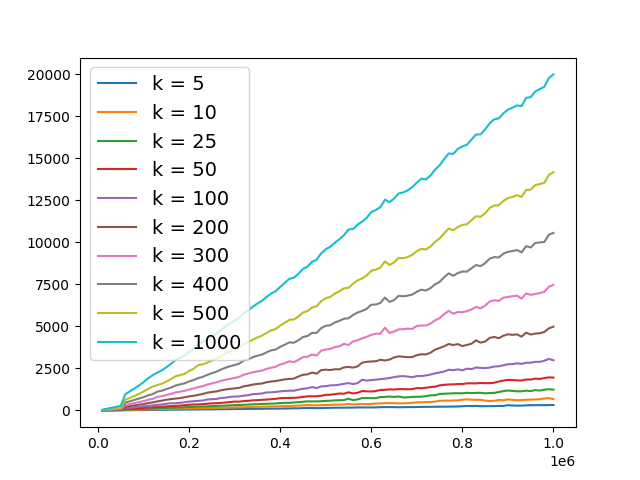 20000
17500
15000
12500
10000
7500
5000
2500
0
k = 5
k = 10
k = 25
k = 50
k = 100
k = 200
k = 300
k = 400
k = 500
k = 1000
0.0 0.2 0.4 0.6 0.8 1.0
1e6